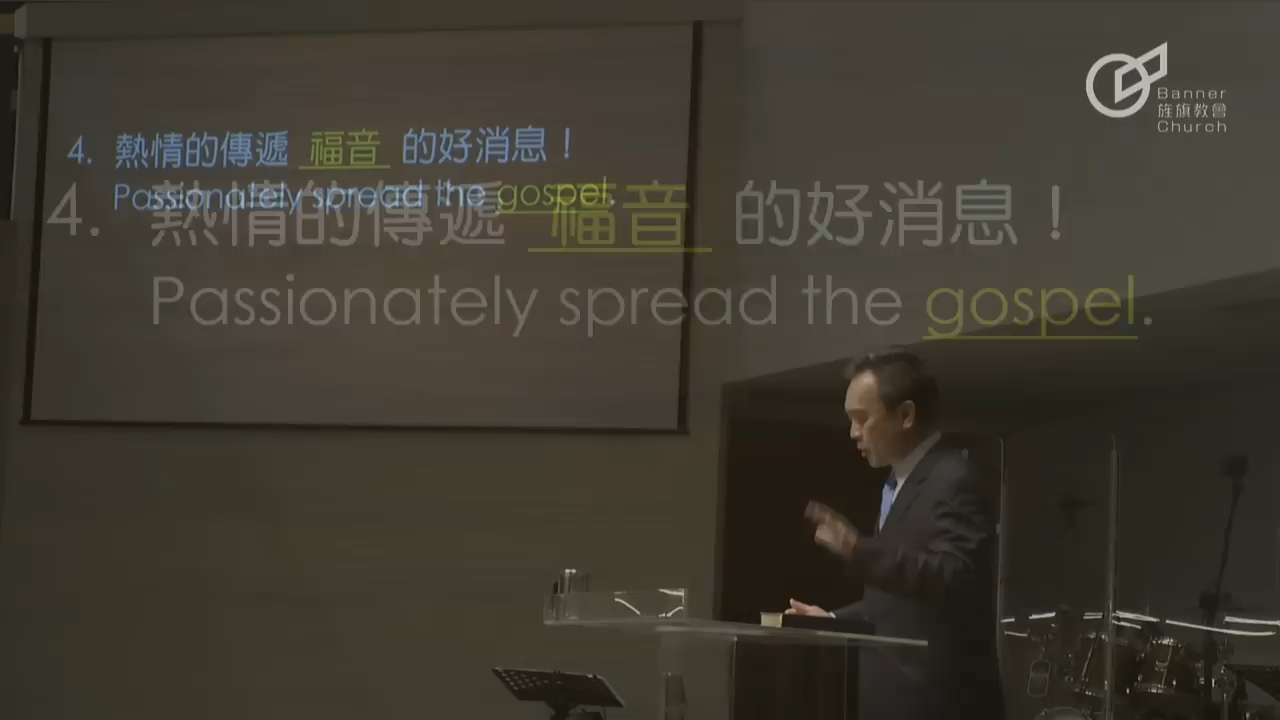 Banner
旌旗教會
Church
4. 熱情的傳遞 福音 的好消息！
Passionately spread the gospel.
4. 熱情的傳遞 福音 的好消息！
Passionately spread the gospel.